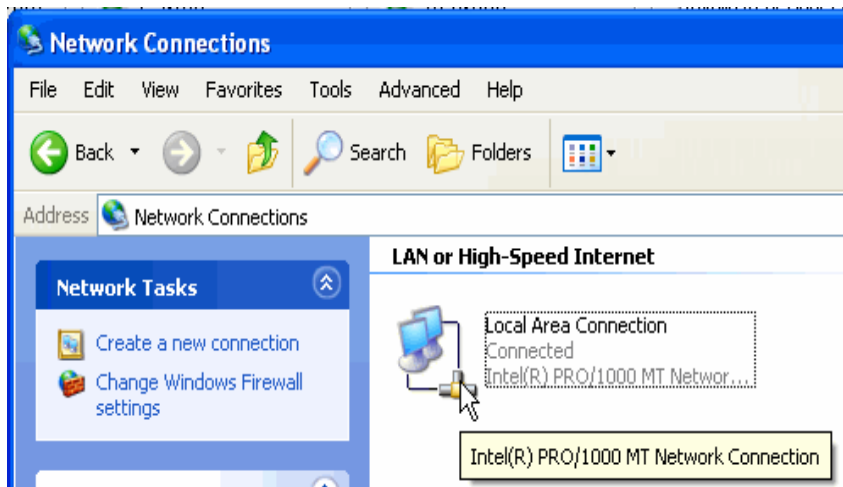 Network Connections
File Edit View Favorites Tools Advanced Help
Back Search Folders
Address Network Connections
LAN or High-Speed Internet
Network Tasks
Create a new connection
Change Windows Firewall
settings
Local Area Connection
Connected
Intel(R) PRO/1000 MT Networ...
Intel(R) PRO/1000 MT Network Connection